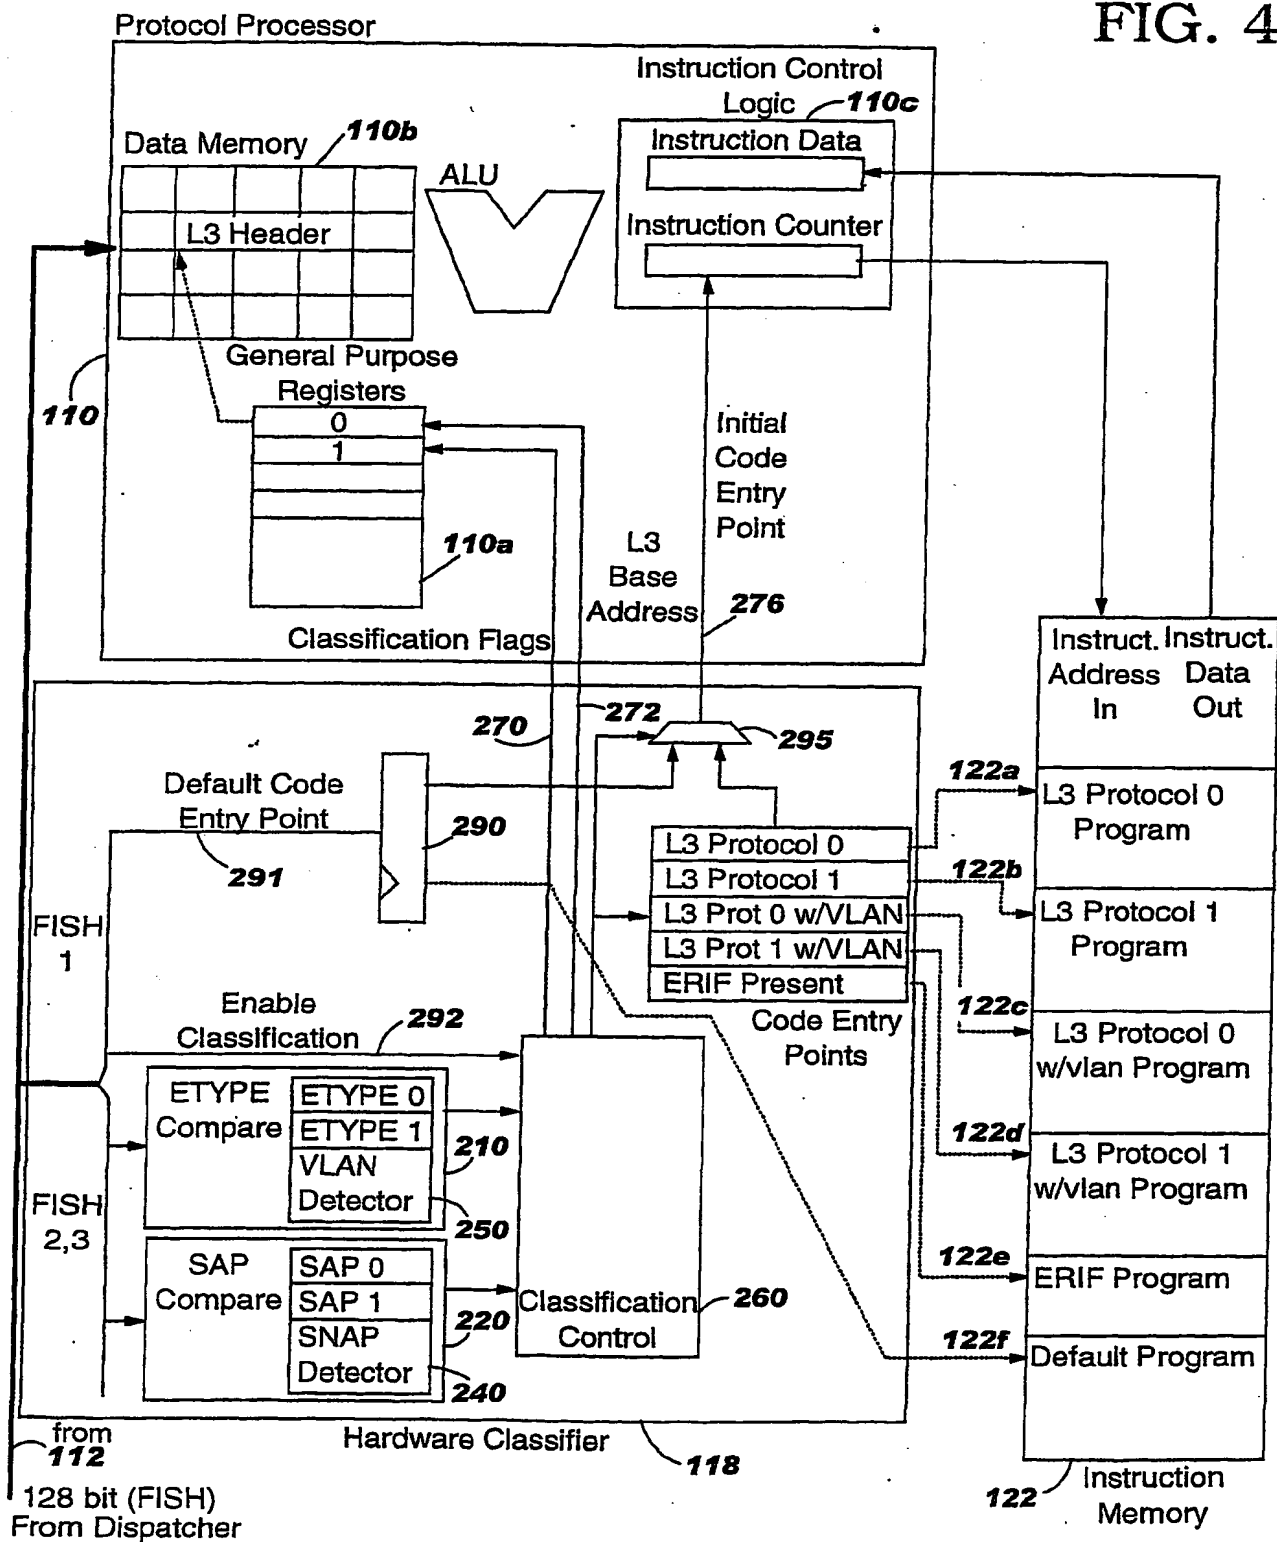 FIG. 4
Protocol Processor
Instruction Control
Logic
110c
Instruction Data
Instruction Counter
Data Memory
110b
L3 Header
ALU
General Purpose
Registers
0
1
110
110a
Initial
Code
Entry
Point
L3
Base
Address
276
Classification Flags
Instruct.
Address
In
Instruct.
Data
Out
270
272
295
Default Code
Entry Point
291
290
L3 Protocol 0
L3 Protocol 1
L3 Prot 0 w/VLAN
L3 Prot 1 w/VLAN
ERIF Present
Code Entry
Points
122a
L3 Protocol 0
Program
122b
L3 Protocol 1
Program
122c
L3 Protocol 0
w/vlan Program
122d
L3 Protocol 1
w/vlan Program
122e
ERIF Program
122f
Default Program
FISH
1
Enable
Classification
292
ETYPE
Compare
ETYPE 0
ETYPE 1
VLAN
Detector
210
250
FISH
2,3
SAP
Compare
SAP 0
SAP 1
SNAP
Detector
220
240
Classification
Control
260
from
112
Hardware Classifier
118
122
Instruction
Memory
128 bit (FISH)
From Dispatcher